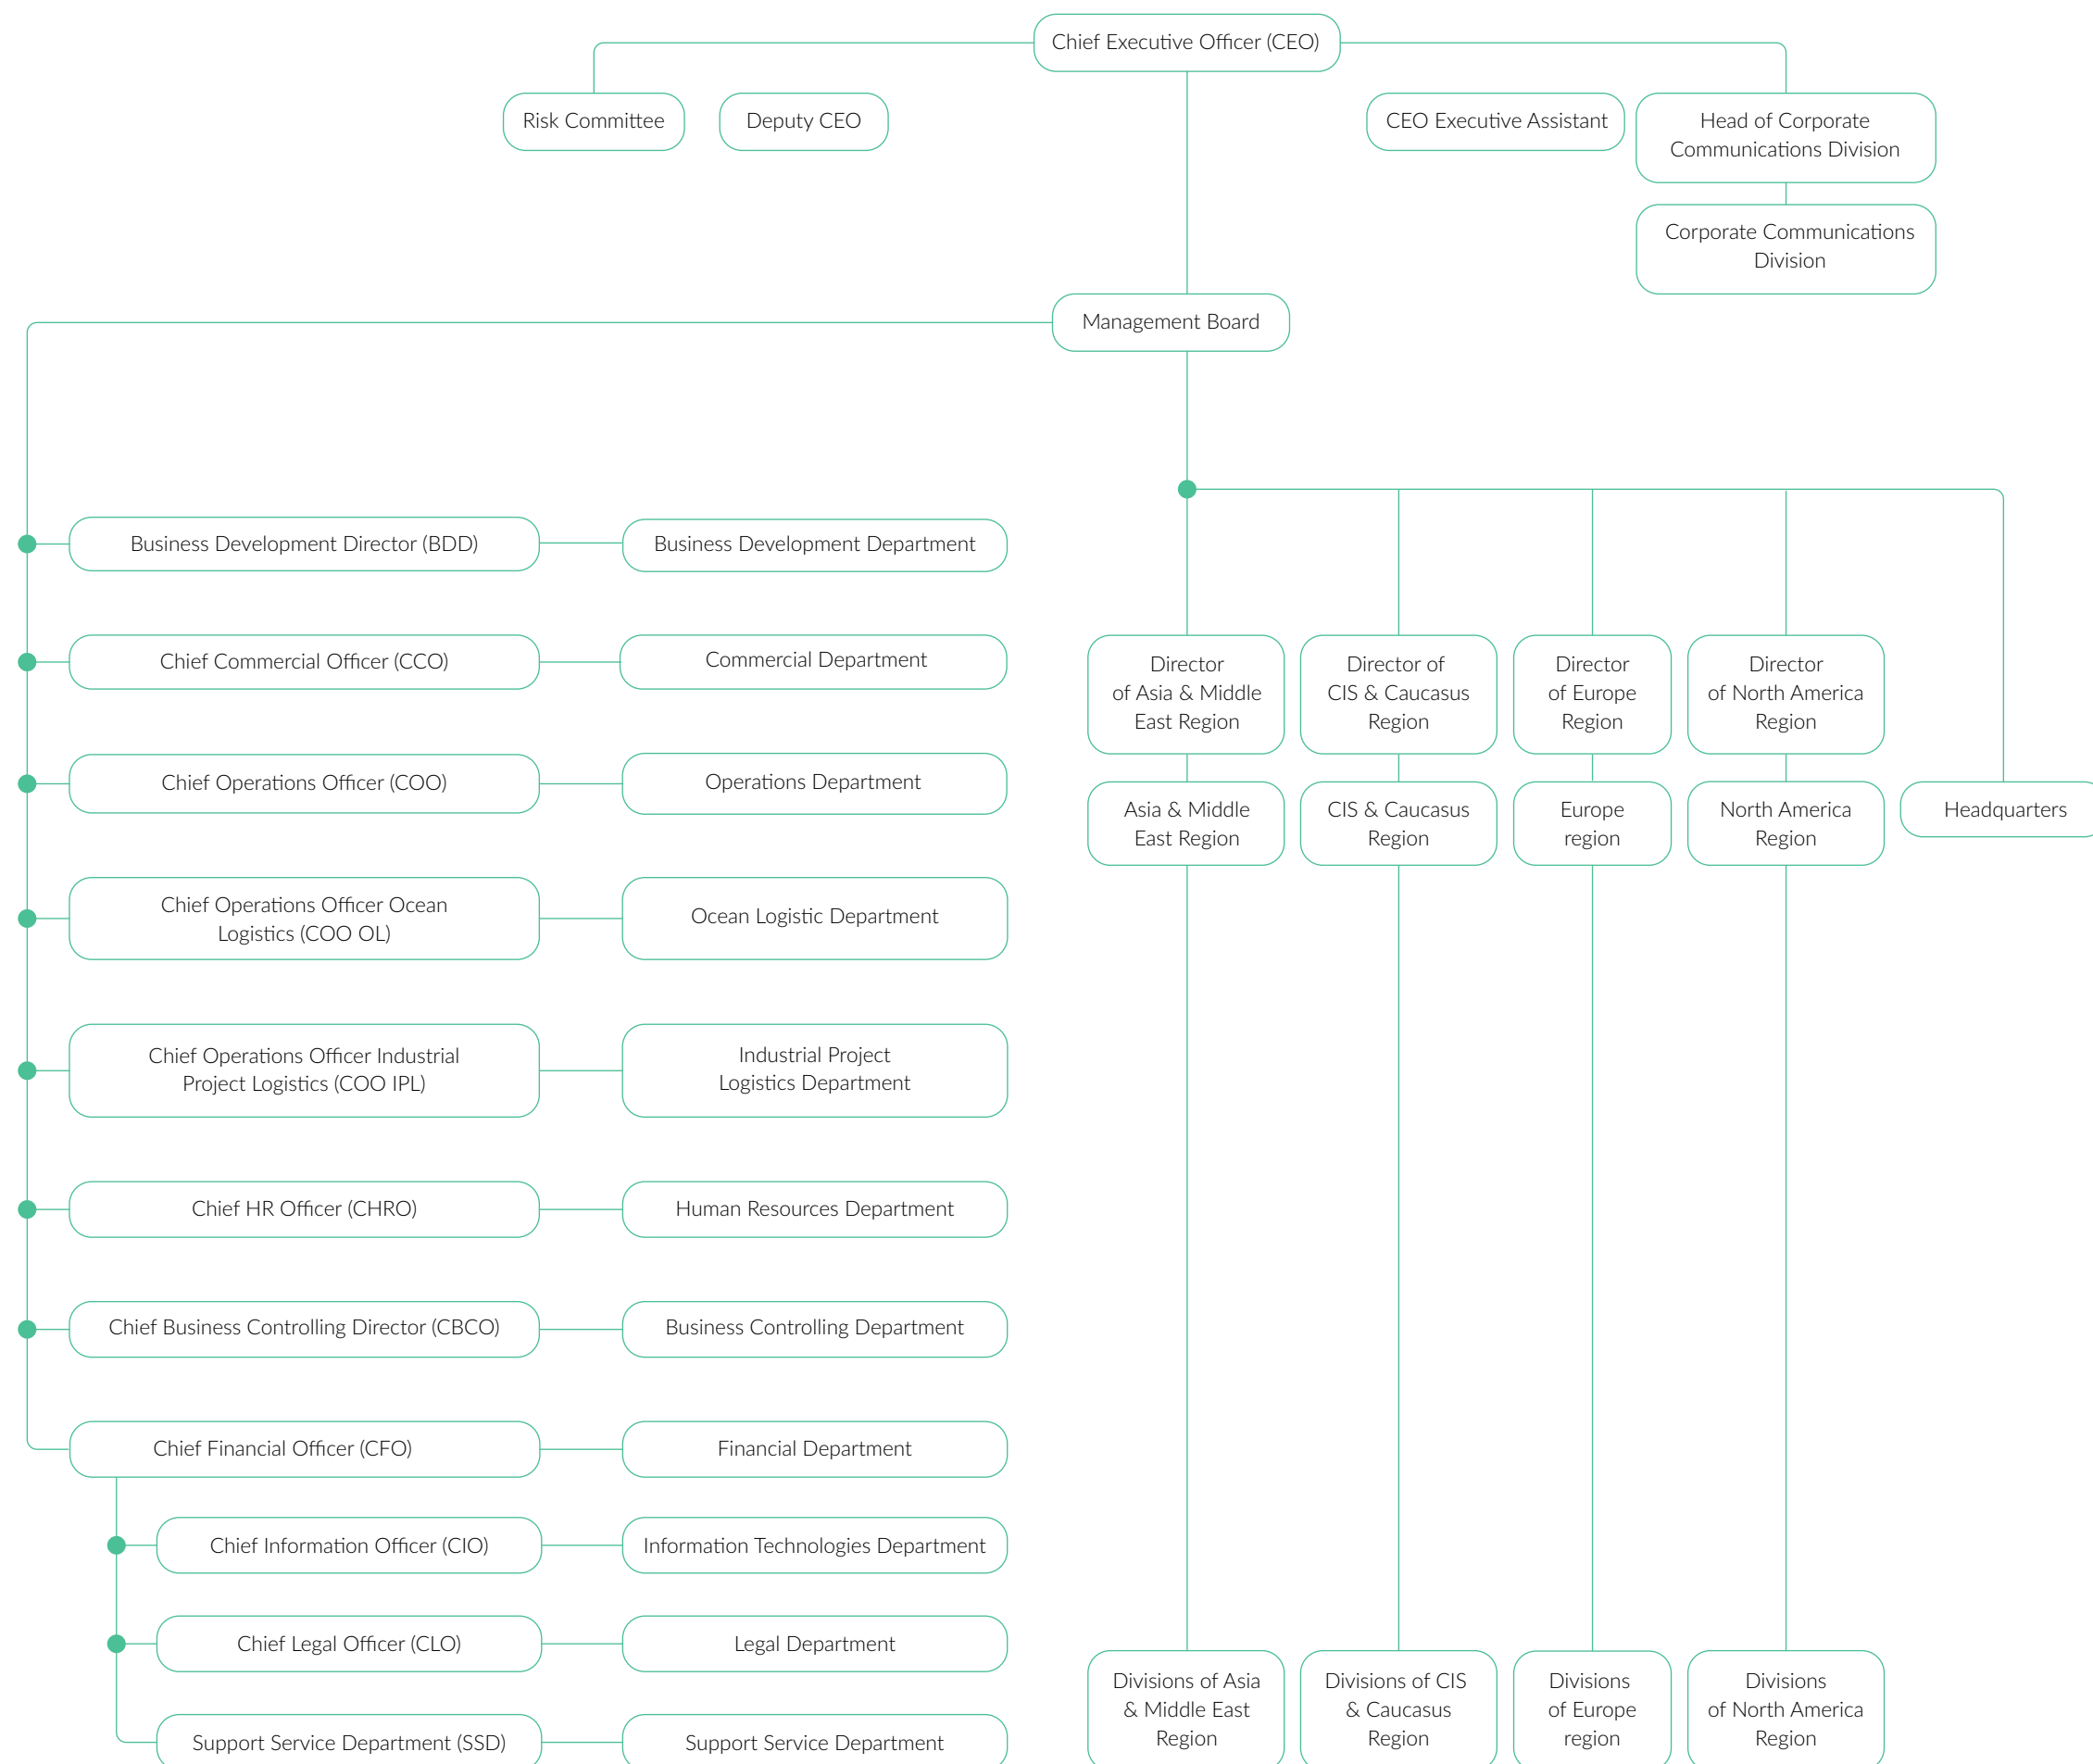 Chief Executive Officer (CEO)
Risk Committee
Deputy CEO
CEO Executive Assistant
Head of Corporate
Communications Division
Corporate Communications
Division
Management Board
Business Development Director (BDD)
Business Development Department
Chief Commercial Officer (CCO)
Commercial Department
Chief Operations Officer (COO)
Operations Department
Chief Operations Officer Ocean
Logistics (COO OL)
Ocean Logistic Department
Chief Operations Officer Industrial
Project Logistics (COO IPL)
Industrial Project
Logistics Department
Chief HR Officer (CHRO)
Human Resources Department
Chief Business Controlling Director (CBCO)
Business Controlling Department
Chief Financial Officer (CFO)
Financial Department
Chief Information Officer (CIO)
Information Technologies Department
Chief Legal Officer (CLO)
Legal Department
Support Service Department (SSD)
Support Service Department
Director
of Asia & Middle
East Region
Director of
CIS & Caucasus
Region
Director
of Europe
Region
Director
of North America
Region
Asia & Middle
East Region
CIS & Caucasus
Region
Europe
region
North America
Region
Headquarters
Divisions of Asia
& Middle East
Region
Divisions of CIS
& Caucasus
Region
Divisions
of Europe
region
Divisions
of North America
Region